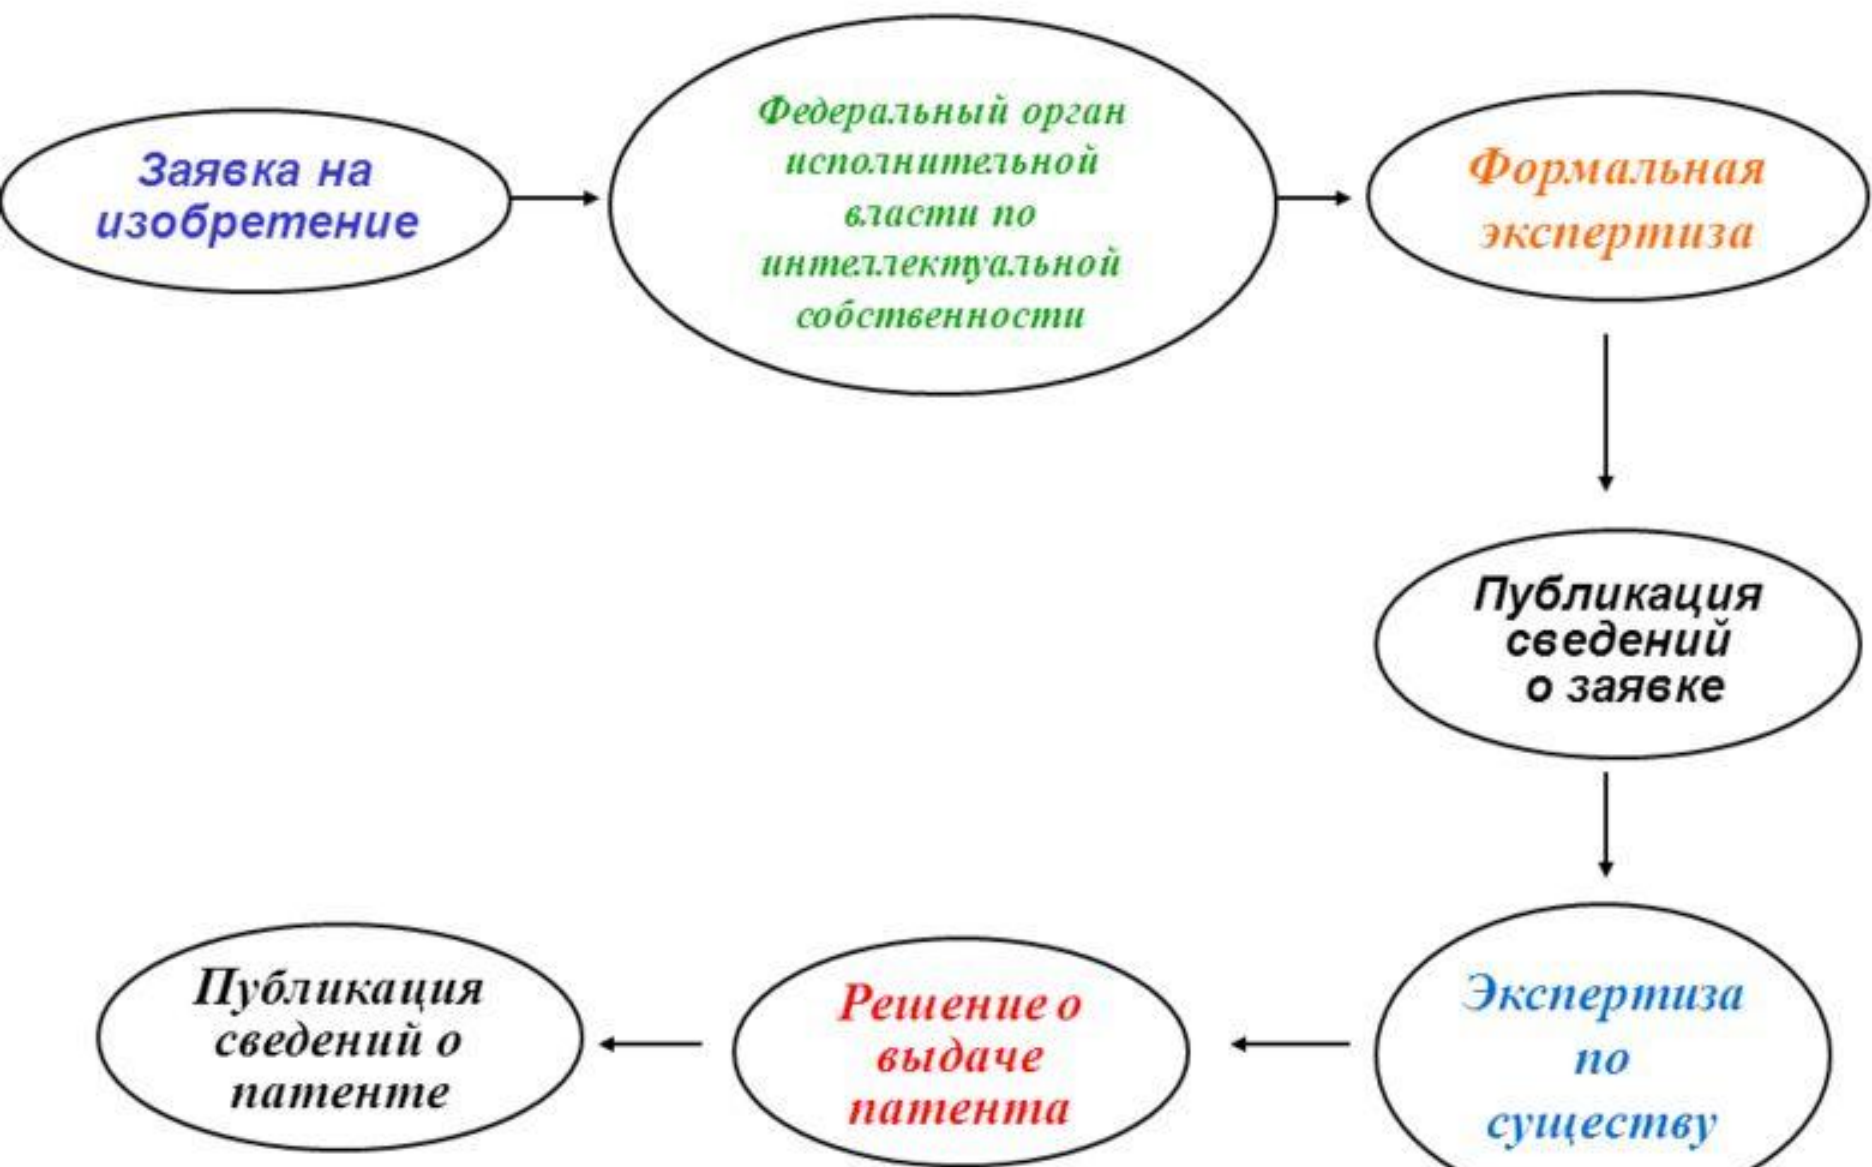 Заявка на
изобретение
Федеральный орган
исполнительной
власти по
интеллектуальной
собственности
Формальная
экспертиза
Публикация
сведений
о заявке
Экспертиза
по
существу
Решение о
выдаче
патента
Публикация
сведений о
патенте